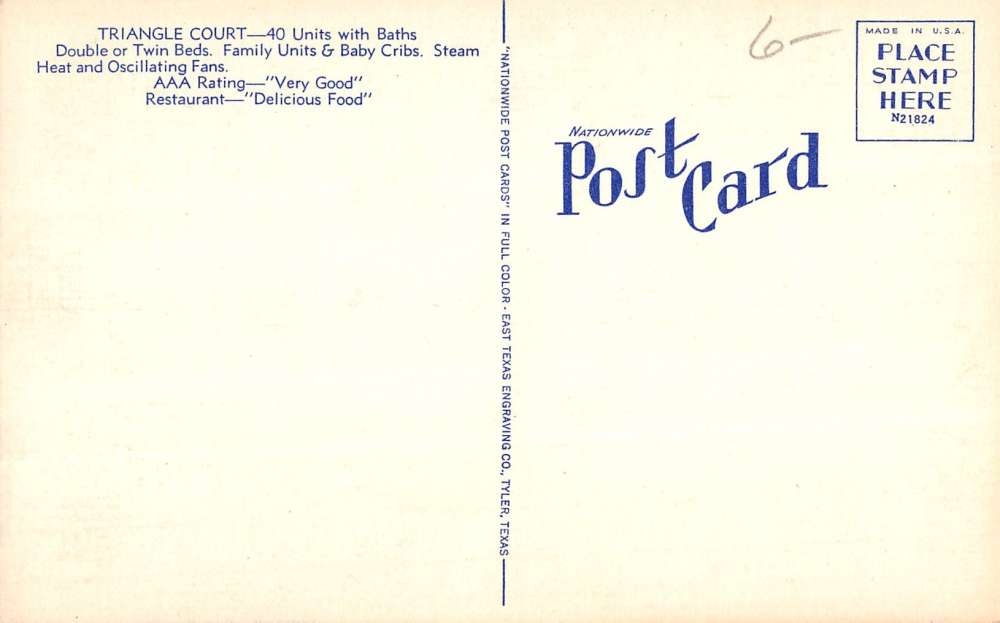 TRIANGLE COURT—40 Units with Baths
Double or Twin Beds. Family Units & Baby Cribs. Steam
Heat and Oscillating Fans.
AAA Rating—"Very Good"
Restaurant—"Delicious Food"
"NATIONWIDE POST CARDS" IN FULL COLOR - EAST TEXAS ENGRAVING CO., TYLER, TEXAS
6-
NATIONWIDE
Post Card
MADE IN U.S.A.
PLACE
STAMP
HERE
N21824